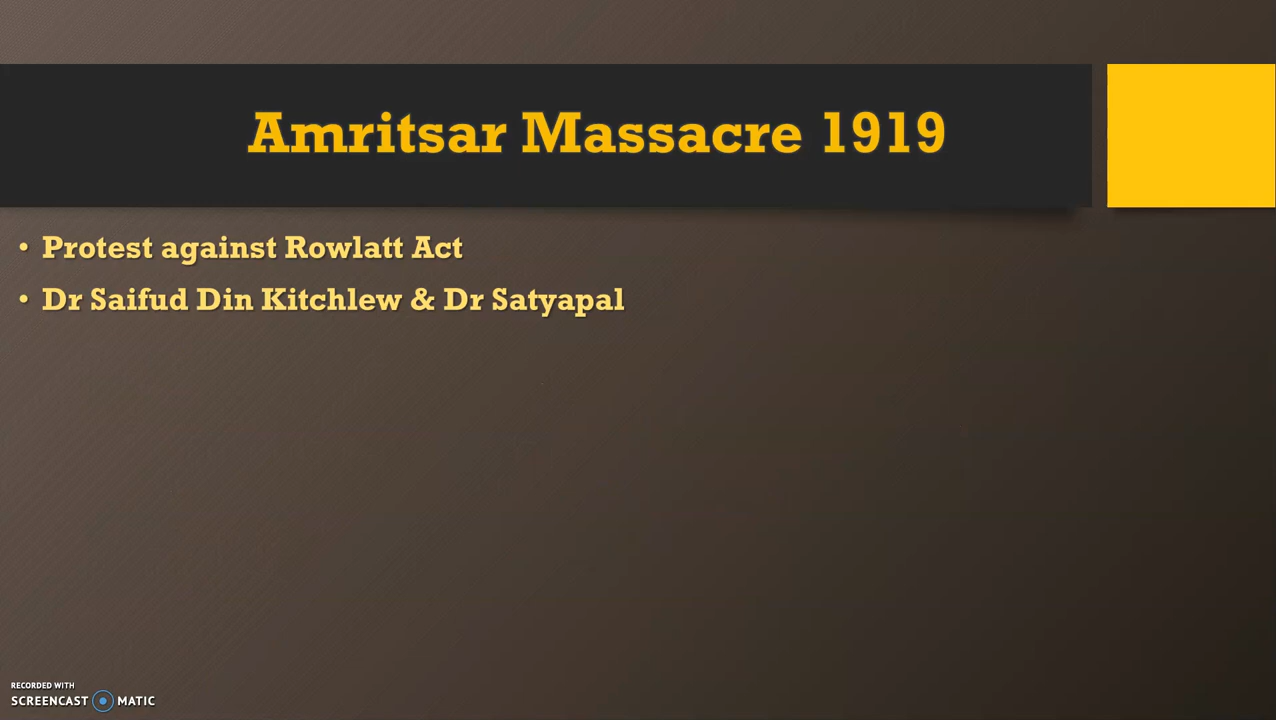 Amritsar Massacre 1919
• Protest against Rowlatt Act
• Dr Saifud Din Kitchlew & Dr Satyapal
RECORDED WITH
SCREENCAST MATIC